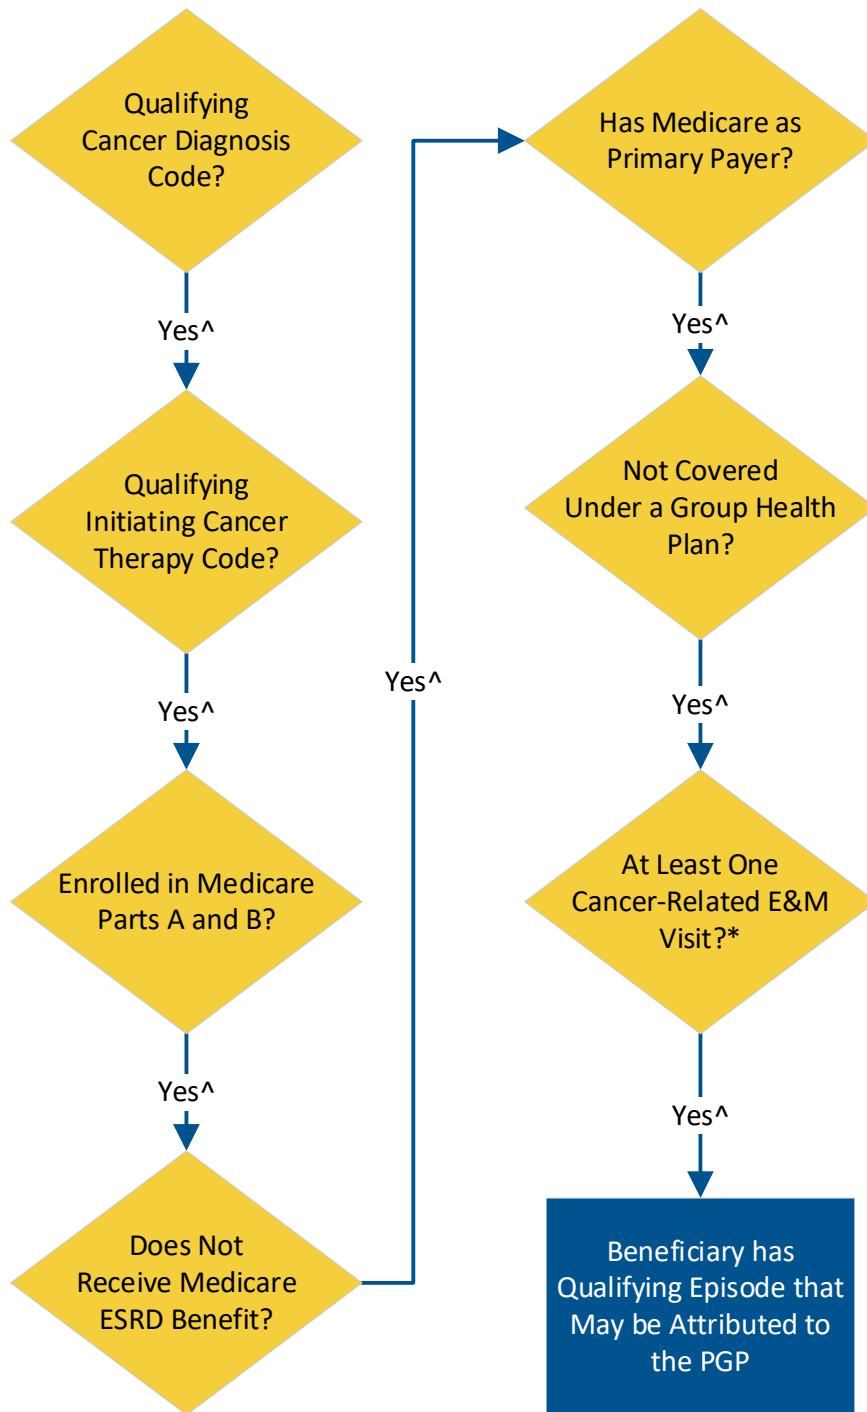 Qualifying
Cancer Diagnosis
Code?
Yes^
Qualifying
Initiating Cancer
Therapy Code?
Yes^
Enrolled in Medicare
Parts A and B?
Yes^
Does Not
Receive Medicare
ESRD Benefit?
Yes^
Has Medicare as
Primary Payer?
Yes^
Not Covered
Under a Group Health
Plan?
Yes^
At Least One
Cancer-Related E&M
Visit?*
Yes^
Beneficiary has
Qualifying Episode that
May be Attributed to
the PGP